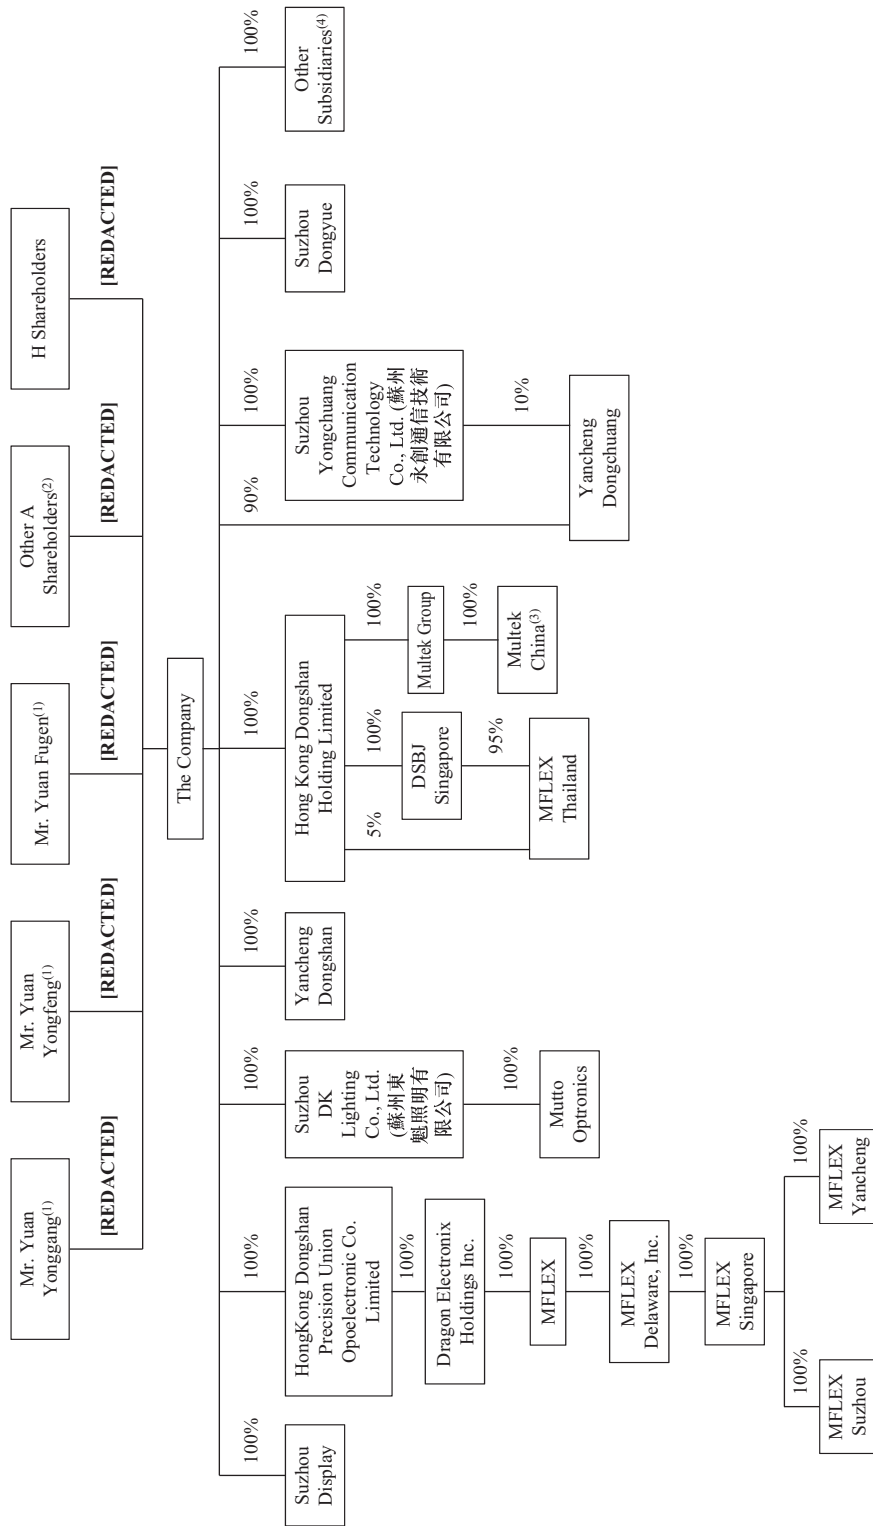 Mr. Yuan
Yonggang(1)
Mr. Yuan
Yongfeng(1)
Mr. Yuan Fugen(1)
Other A
Shareholders(2)
H Shareholders
[REDACTED]
[REDACTED]
[REDACTED]
[REDACTED]
[REDACTED]
The Company
100%
100%
100%
100%
100%
90%
100%
100%
100%
Suzhou
Display
HongKong Dongshan
Precision Union
Opoelectronic Co.
Limited
Suzhou
DK
Lighting
Co., Ltd.
(蘇州東
魁照明有
限公司)
Yancheng
Dongshan
Hong Kong Dongshan
Holding Limited
Suzhou
Yongchuang
Communication
Technology
Co., Ltd. (蘇州
永創通信技術
有限公司)
Suzhou
Dongyue
Other
Subsidiaries(4)
100%
Dragon Electronix
Holdings Inc.
100%
MFLEX
100%
MFLEX
Delaware, Inc.
100%
MFLEX
Singapore
100%
100%
MFLEX
Suzhou
MFLEX
Yancheng
100%
Mutto
Optronics
5%
100%
100%
DSBJ
Singapore
Multek Group
95%
100%
MFLEX
Thailand
Multek
China(3)
10%
Yancheng
Dongchuang